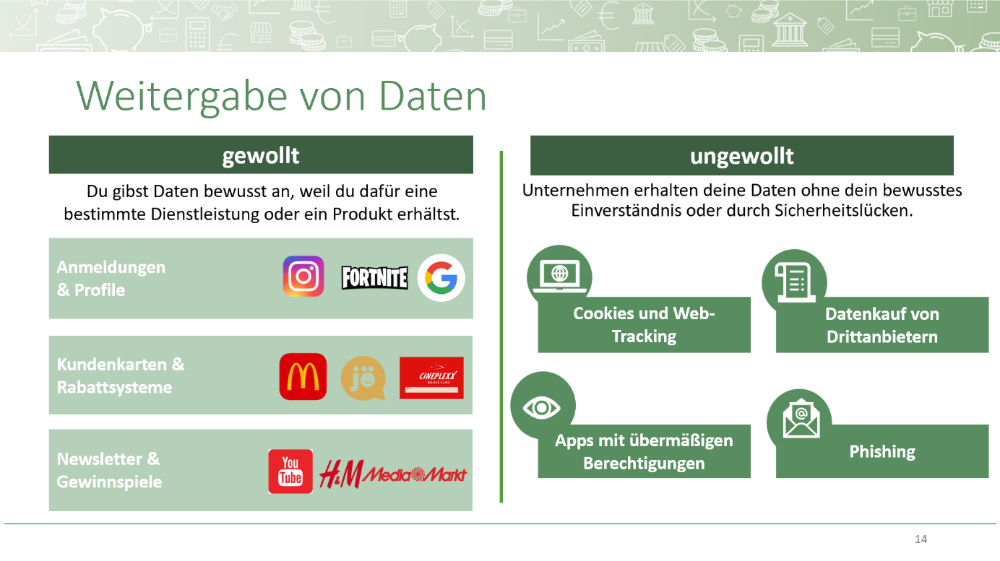 Weitergabe von Daten
gewollt
Du gibst Daten bewusst an, weil du dafür eine
bestimmte Dienstleistung oder ein Produkt erhältst.
Anmeldungen
& Profile
FORTNITE
G
Kundenkarten &
Rabattsysteme
M
jö
CINEPLEXX
BONUS CARD
Newsletter &
Gewinnspiele
You
Tube
H&M
MediaMarkt
ungewollt
Unternehmen erhalten deine Daten ohne dein bewusstes
Einverständnis oder durch Sicherheitslücken.
Cookies und Web-
Tracking
Datenkauf von
Drittanbietern
Apps mit übermäßigen
Berechtigungen
@
Phishing
14